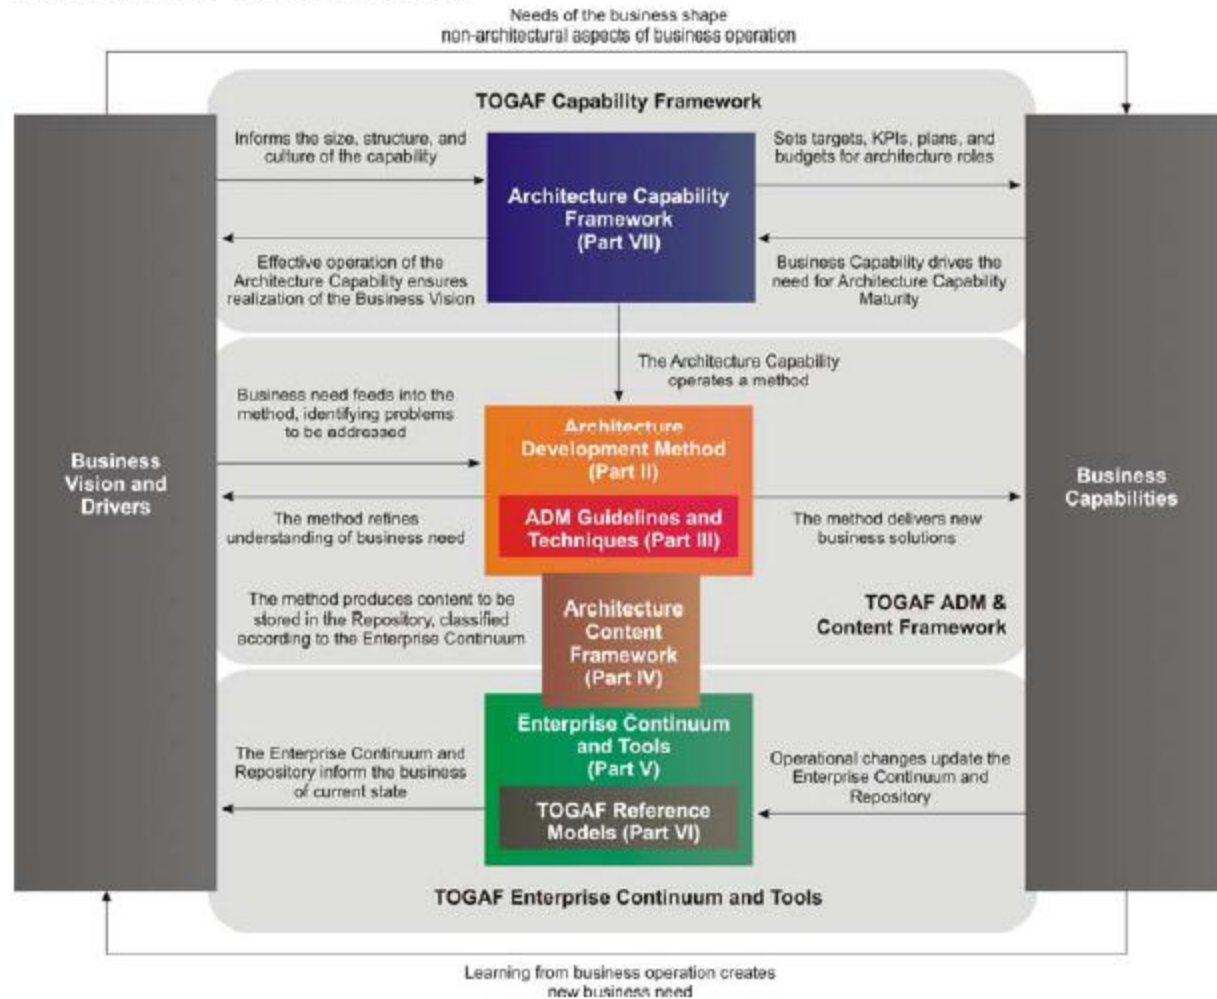 Needs of the business shape
non-architectural aspects of business operation
TOGAF Capability Framework
Informs the size, structure, and
culture of the capability
Architecture Capability
Framework
(Part VII)
Sets targets, KPIs, plans, and
budgets for architecture roles
Effective operation of the
Architecture Capability ensures
realization of the Business Vision
Business Capability drives the
need for Architecture Capability
Maturity
The Architecture Capability
operates a method
Business need feeds into the
method, identifying problems
to be addressed
Architecture
Development Method
(Part II)
Business
Vision and
Drivers
Business
Capabilities
ADM Guidelines and
Techniques (Part III)
The method refines
understanding of business need
The method delivers new
business solutions
The method produces content to be
stored in the Repository, classified
according to the Enterprise Continuum
Architecture
Content
Framework
(Part IV)
TOGAF ADM &
Content Framework
Enterprise Continuum
and Tools
(Part V)
The Enterprise Continuum and
Repository inform the business
of current state
Operational changes update the
Enterprise Continuum and
Repository
TOGAF Reference
Models (Part VI)
TOGAF Enterprise Continuum and Tools
Learning from business operation creates
new business need